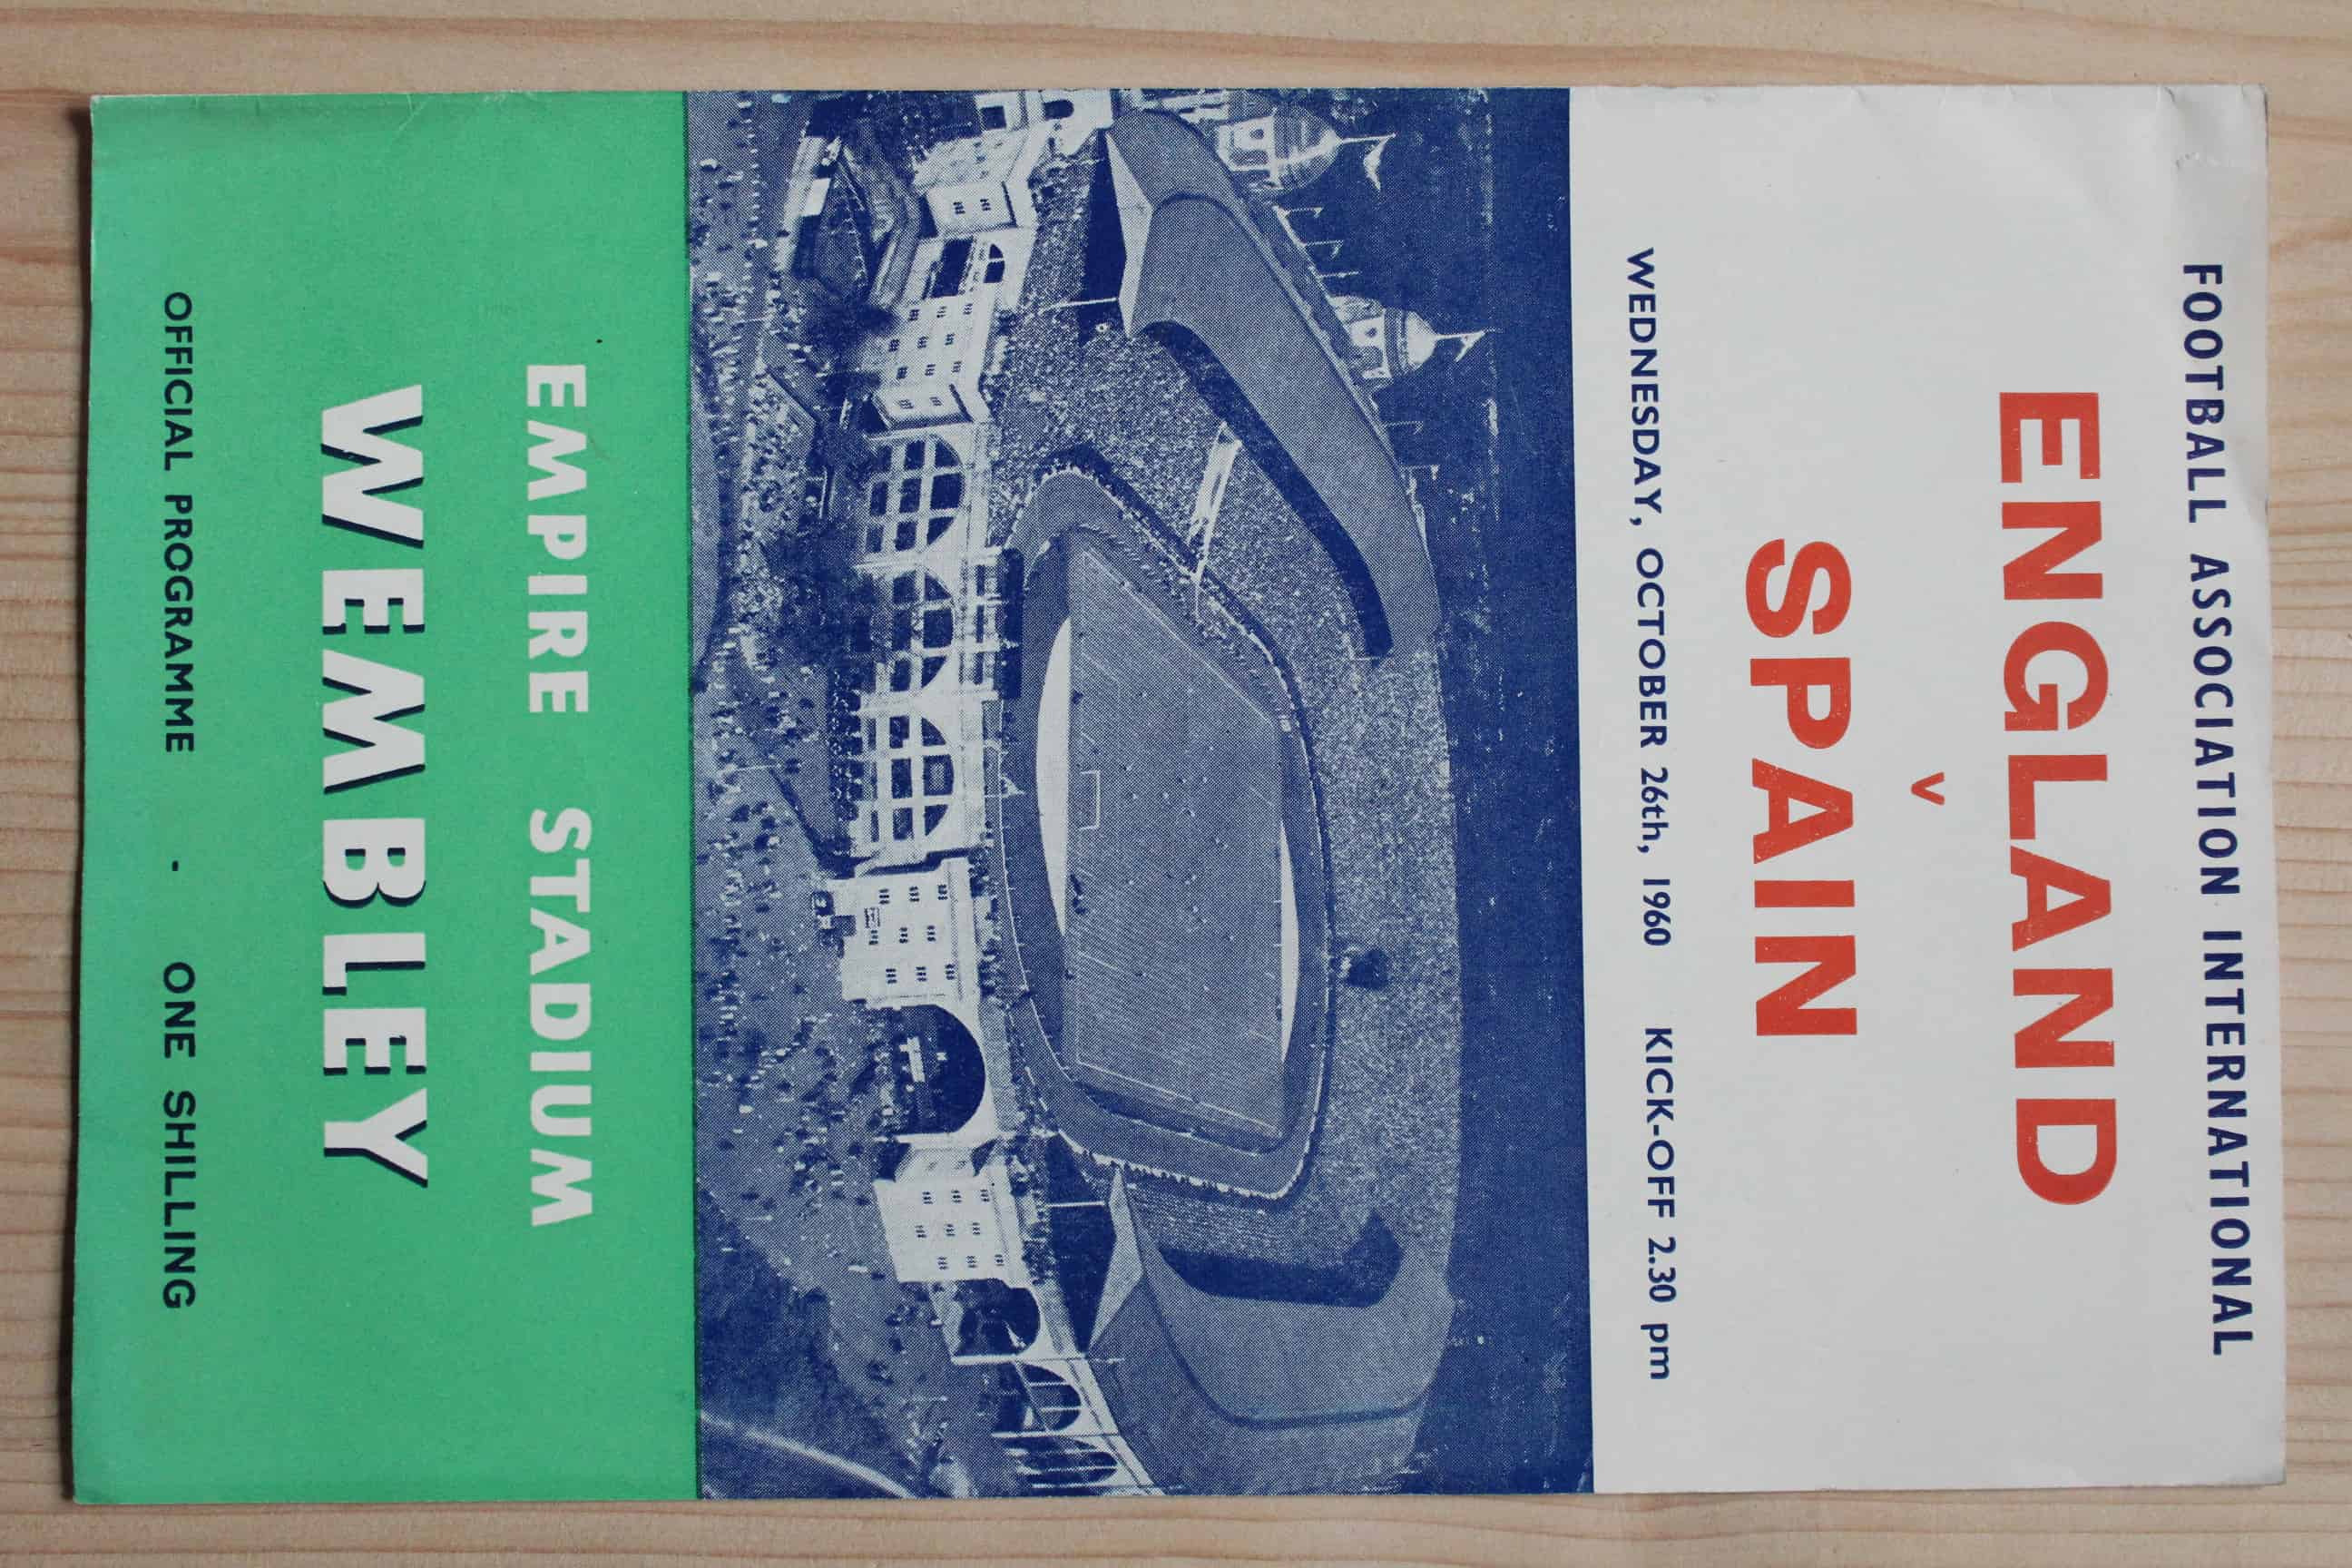 FOOTBALL ASSOCIATION INTERNATIONAL
ENGLAND
v
SPAIN
WEDNESDAY, OCTOBER 26th, 1960 KICK-OFF 2.30 pm
EMPIRE STADIUM
WEMBLEY
OFFICIAL PROGRAMME - ONE SHILLING